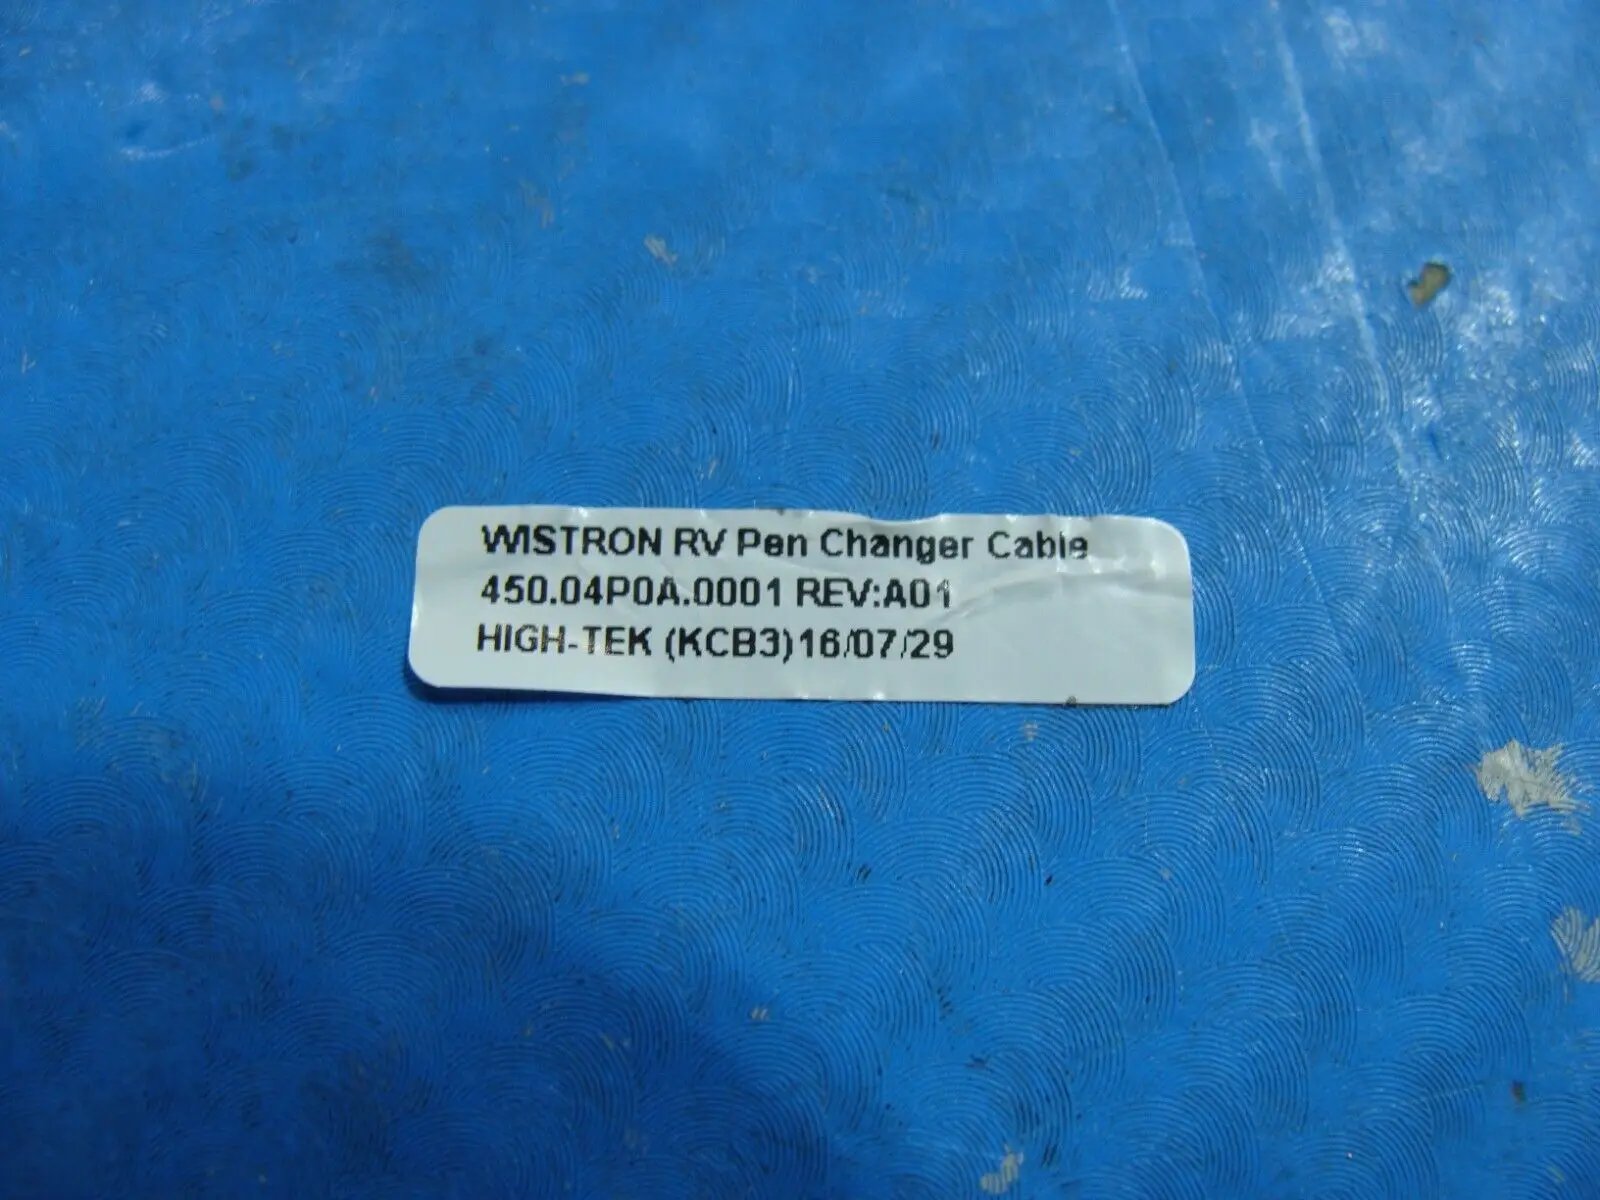 WISTRON RV Pen Changer Cable
450.04P0A.0001 REV:A01
HIGH-TEK (KCB3)16/07/29